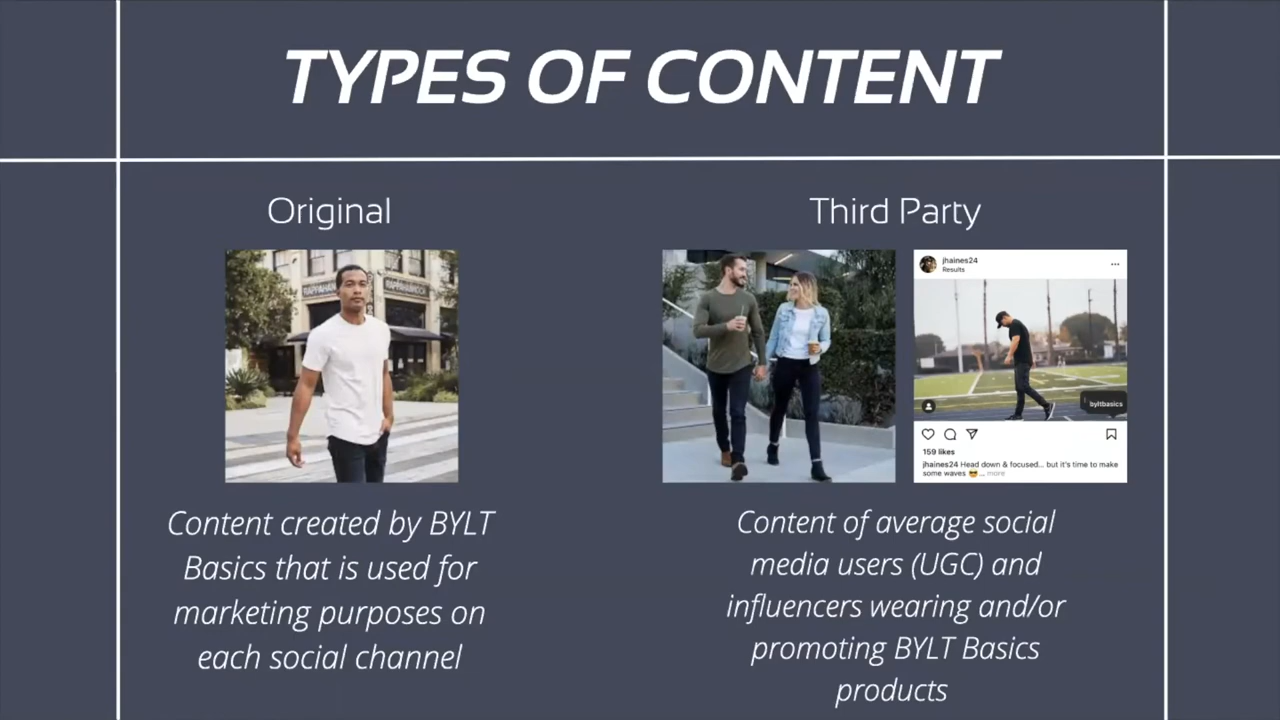 TYPES OF CONTENT
Original
Third Party
jhaines24
Results
byltbasics
159 likes
jhaines24 Head down & focused... but it's time to make
some waves 😎... more
Content created by BYLT
Basics that is used for
marketing purposes on
each social channel
Content of average social
media users (UGC) and
influencers wearing and/or
promoting BYLT Basics
products